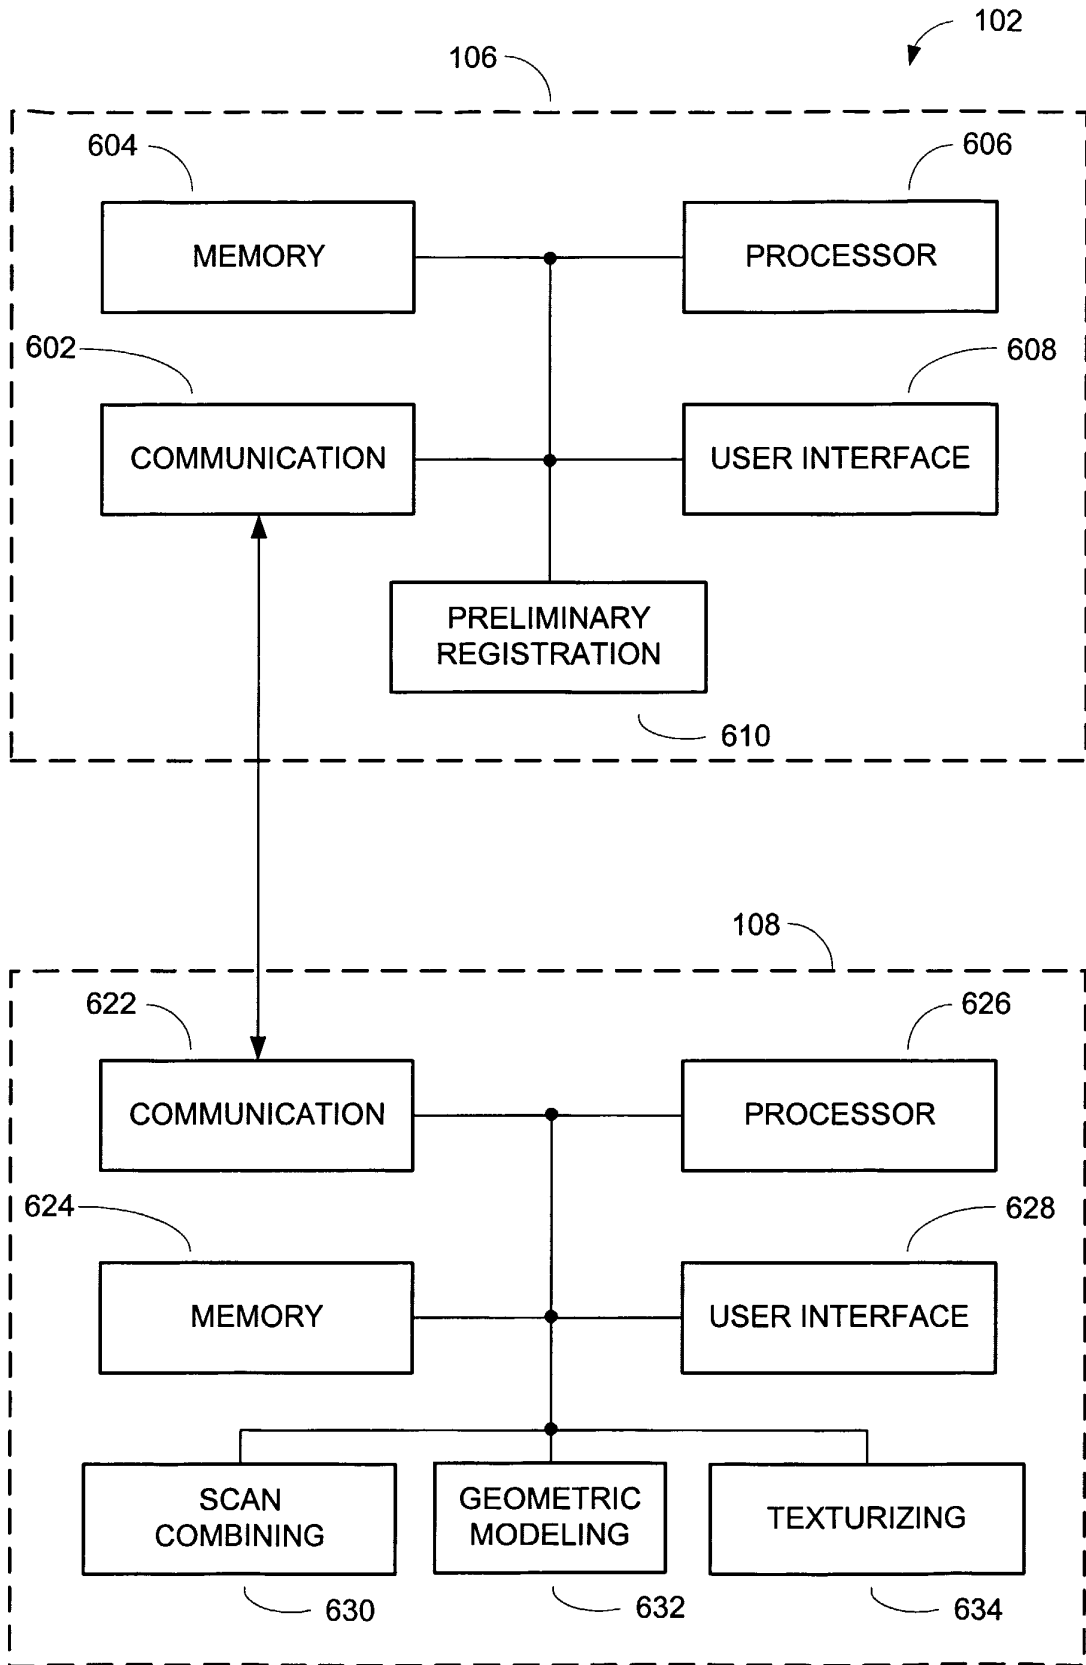 102
106
604
606
MEMORY
PROCESSOR
602
608
COMMUNICATION
USER INTERFACE
PRELIMINARY
REGISTRATION
610
108
622
626
COMMUNICATION
PROCESSOR
624
628
MEMORY
USER INTERFACE
SCAN
COMBINING
GEOMETRIC
MODELING
TEXTURIZING
630
632
634